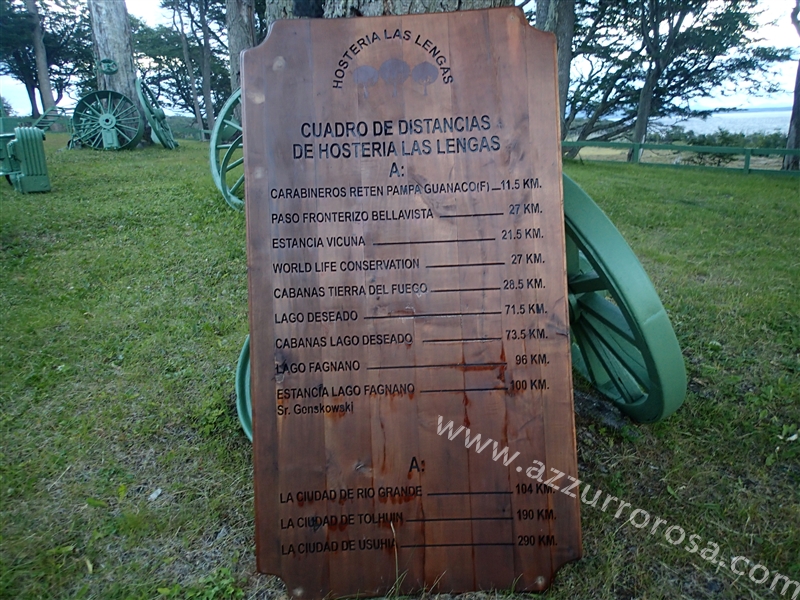 HOSTERIA LAS LENGAS
CUADRO DE DISTANCIAS
DE HOSTERIA LAS LENGAS
A:
CARABINEROS RETEN PAMPA GUANACO(F) 11.5 KM.
PASO FRONTERIZO BELLAVISTA 27 KM.
ESTANCIA VICUNA 21.5 KM.
WORLD LIFE CONSERVATION 27 KM.
CABANAS TIERRA DEL FUEGO 28.5 KM.
LAGO DESEADO 71.5 KM.
CABANAS LAGO DESEADO 73.5 KM.
LAGO FAGNANO 96 KM.
ESTANCIA LAGO FAGNANO 100 KM.
Sr. Gonskowski
A:
LA CIUDAD DE RIO GRANDE 104 KM.
LA CIUDAD DE TOLHUIN 190 KM.
LA CIUDAD DE USUHIA 290 KM.
www.azzurrorosa.com